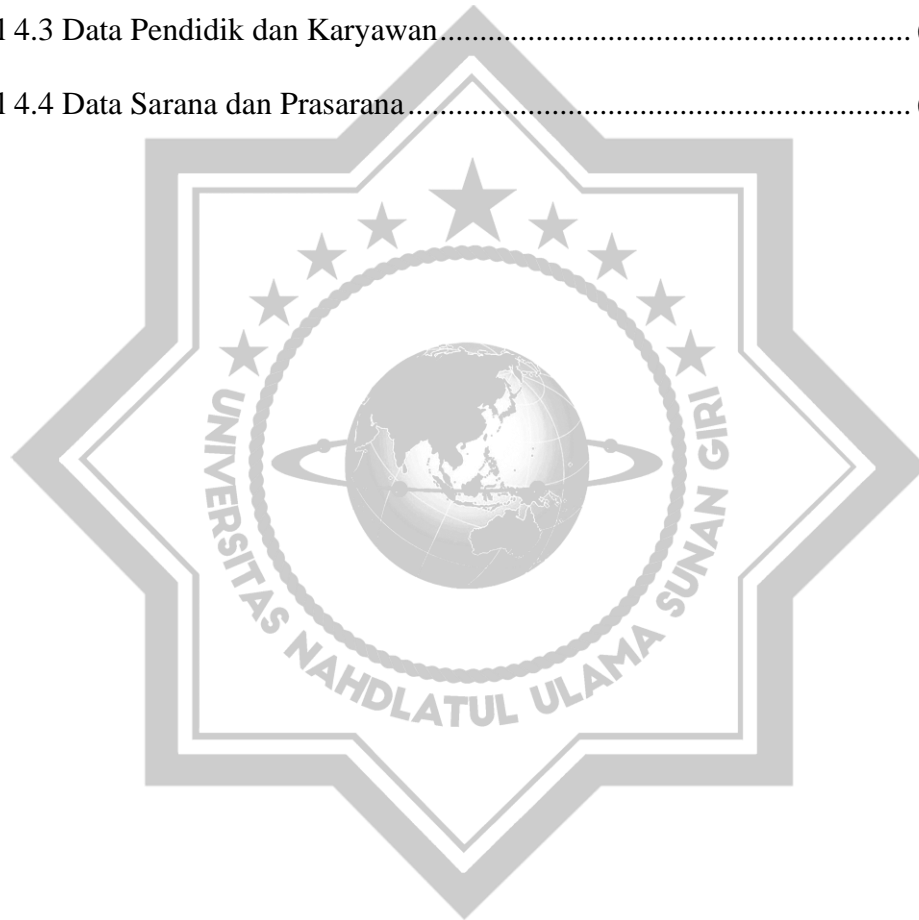 4.3 Data Pendidik dan Karyawan..........................................................
4.4 Data Sarana dan Prasarana..............................................................
UNIVERSITAS NAHDLATUL ULAMA SUNAN GIRI